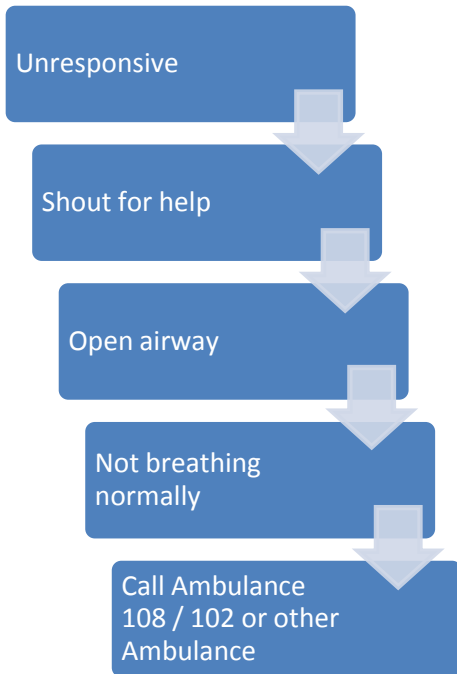 Unresponsive
Shout for help
Open airway
Not breathing
normally
Call Ambulance
108 / 102 or other
Ambulance